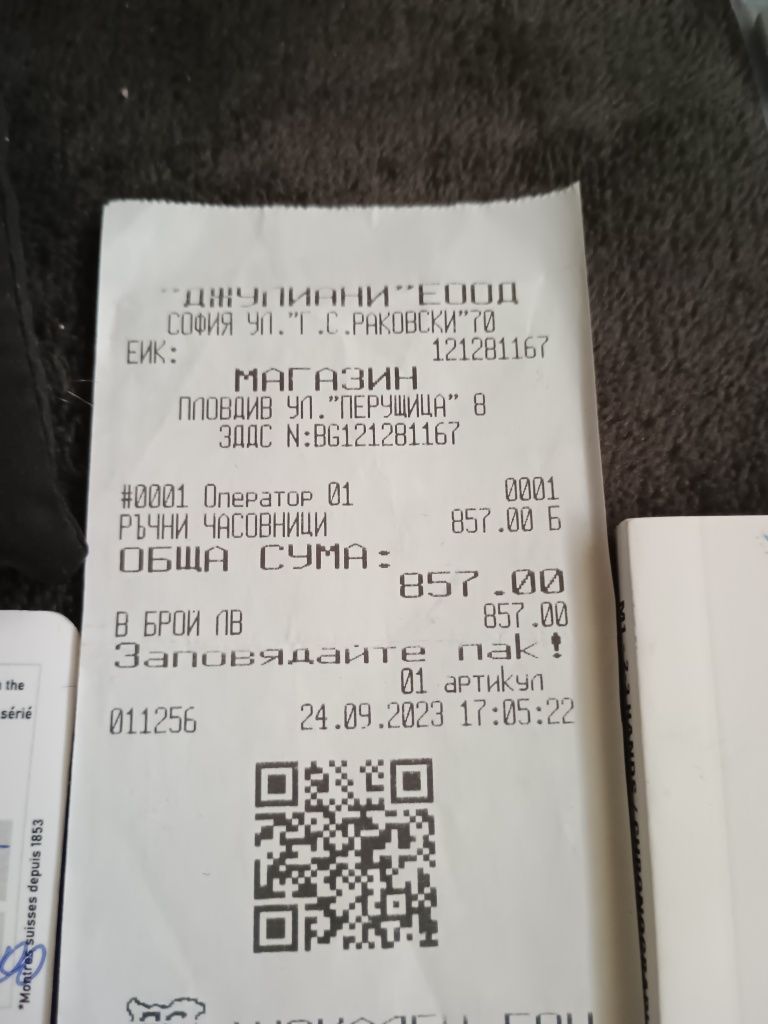 "ДЖУЛИАНИ"ЕООД
СОФИЯ УЛ."Г.С.РАКОВСКИ"70
ЕИК: 121281167
МАГАЗИН
ПЛОВДИВ УЛ."ПЕРУЩИЦА" 8
ЗДДС N:BG121281167
#0001 Оператор 01 0001
РЪЧНИ ЧАСОВНИЦИ 857.00 Б
ОБЩА СУМА:
857.00
В БРОЙ ЛВ 857.00
Заповядайте пак!
01 артикул
011256 24.09.2023 17:05:22
the
série
*Montres suisses depuis 1853